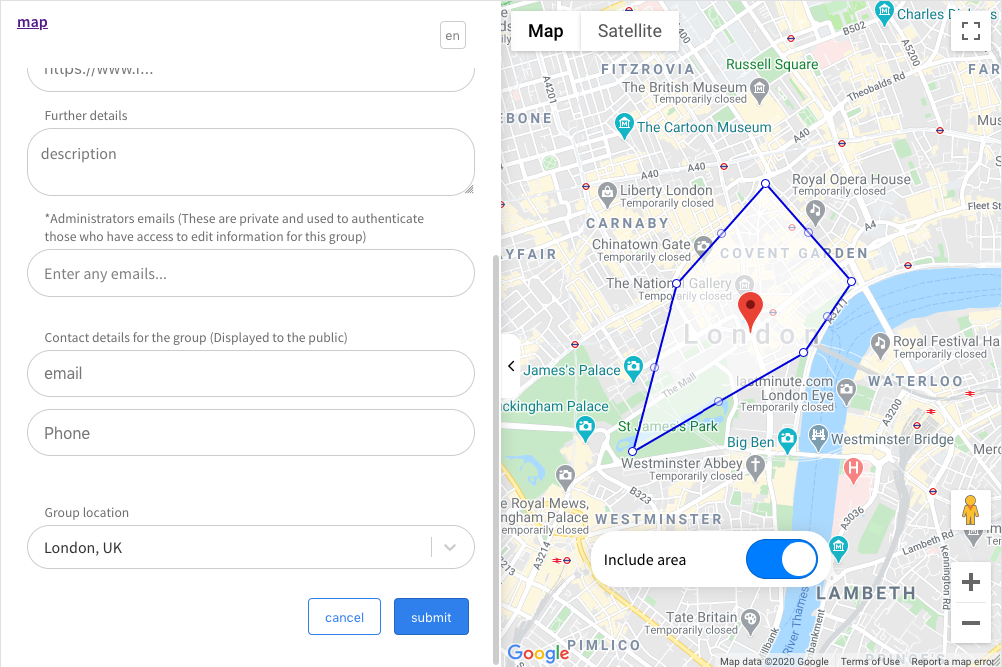 map
en
https://www.f...
Further details
description
*Administrators emails (These are private and used to authenticate
those who have access to edit information for this group)
Enter any emails...
Contact details for the group (Displayed to the public)
email
Phone
Group location
London, UK
cancel
submit
Map
Satellite
Charles Dickens
B502
A5200
Russell Square
FITZROVIA
FAR
A4201
The British Museum
Temporarily closed
Theobalds Rd
BONE
The Cartoon Museum
A40
A40
Mus
Liberty London
Temporarily closed
Royal Opera House
Temporarily closed
Fleet St
CARNABY
A4
Chinatown Gate
Temporarily closed
COVENT GARDEN
YFAIR
The National Gallery
Temporarily closed
A3211
London
Royal Festival Ha
Temporarily closed
James's Palace
The Mall
lastminute.com
London Eye
Temporarily closed
WATERLOO
ckingham Palace
A3200
St James's Park
Big Ben
Westminster Bridge
Westminster Abbey
Temporarily closed
Merc
B323
he Royal Mews,
ngham Palace
Temporarily closed
WESTMINSTER
A3036
A3214
Include area
Lambeth Rd
Kennington Rd
LAMBETH
Tate Britain
Temporarily closed
River Thames
PIMLICO
Google
Map data ©2020 Google
Terms of Use
Report a map error